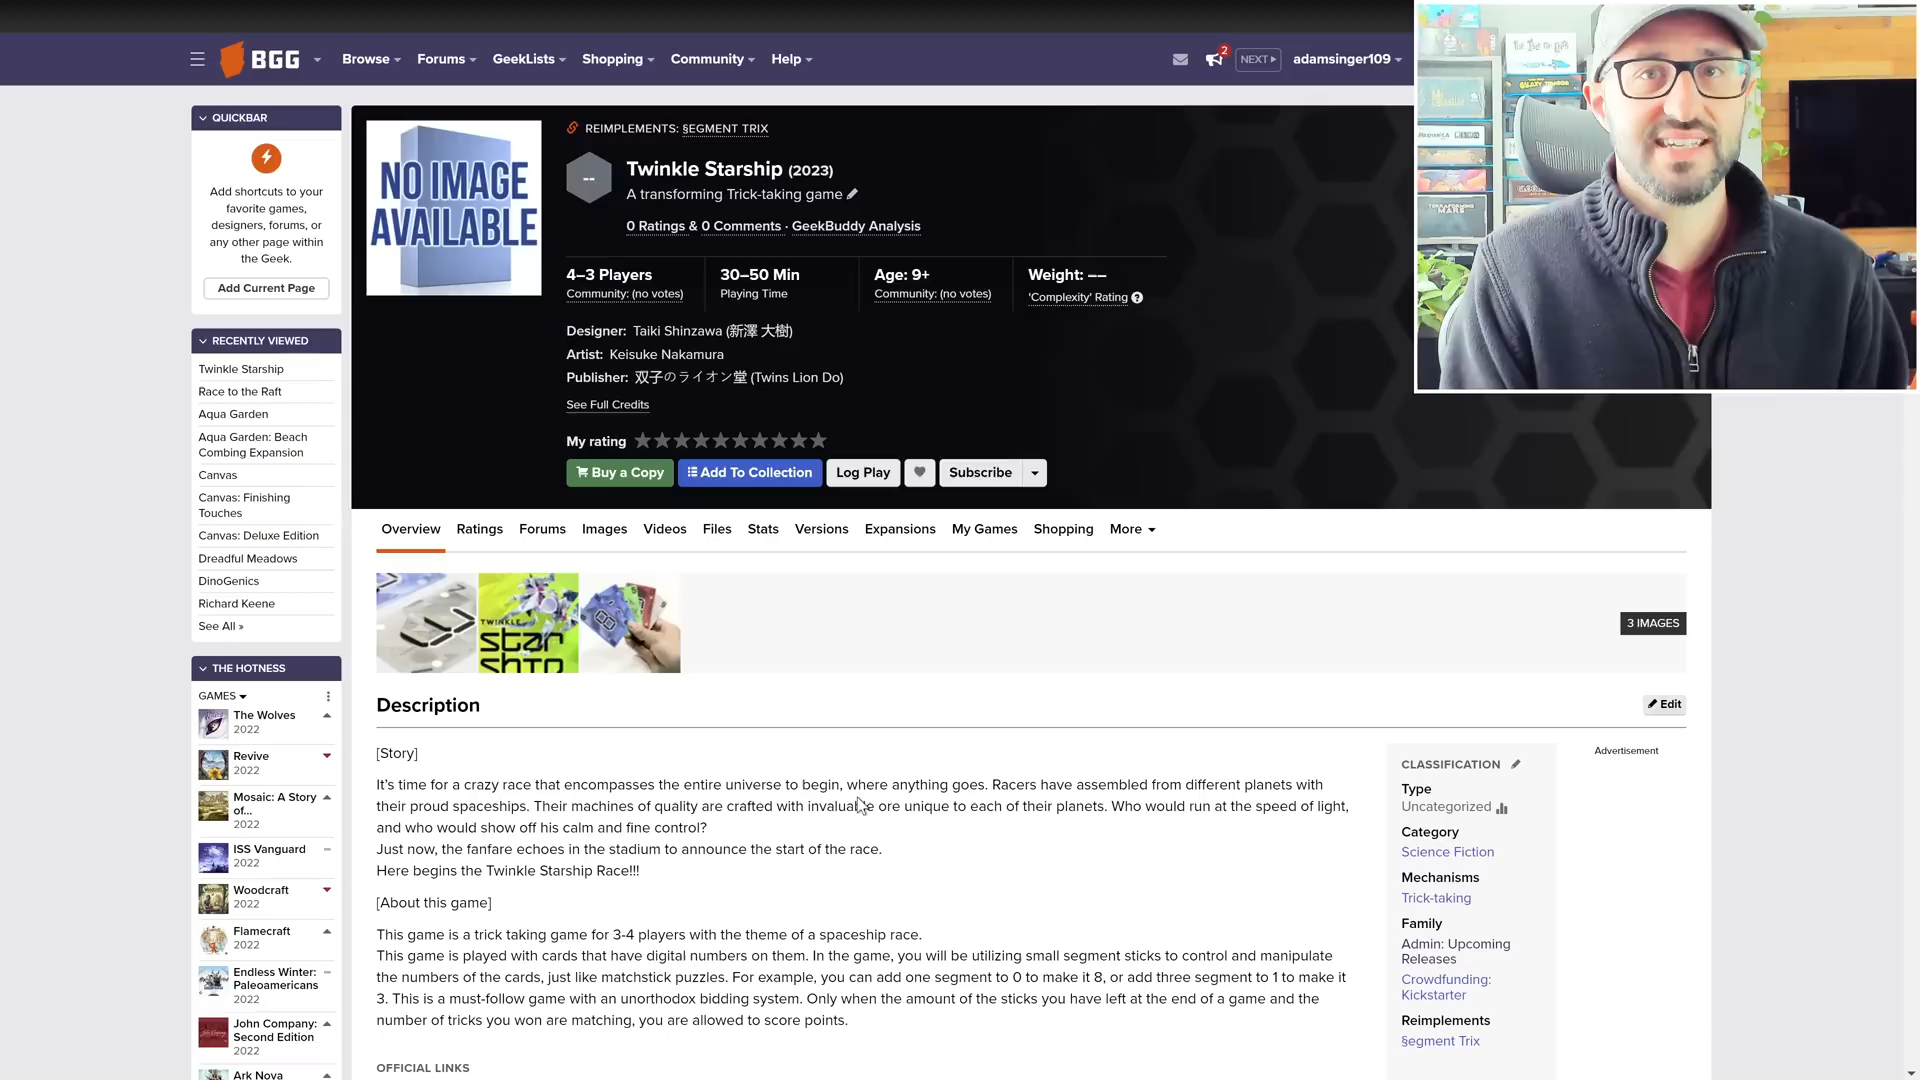 BGG
Browse
Forums
GeekLists
Shopping
Community
Help
2
NEXT
adamsinger109
QUICKBAR
Add shortcuts to your
favorite games,
designers, forums, or
any other page within
the Geek.
Add Current Page
RECENTLY VIEWED
Twinkle Starship
Race to the Raft
Aqua Garden
Aqua Garden: Beach
Combing Expansion
Canvas
Canvas: Finishing
Touches
Canvas: Deluxe Edition
Dreadful Meadows
DinoGenics
Richard Keene
See All »
THE HOTNESS
GAMES
The Wolves
2022
Revive
2022
Mosaic: A Story
of...
2022
ISS Vanguard
2022
Woodcraft
2022
Flamecraft
2022
Endless Winter:
Paleoamericans
2022
John Company:
Second Edition
2022
Ark Nova
NO IMAGE
AVAILABLE
REIMPLEMENTS: §EGMENT TRIX
--
Twinkle Starship (2023)
A transforming Trick-taking game
0 Ratings & 0 Comments · GeekBuddy Analysis
4–3 Players
Community: (no votes)
30–50 Min
Playing Time
Age: 9+
Community: (no votes)
Weight: ––
'Complexity' Rating ?
Designer: Taiki Shinzawa (新澤 大樹)
Artist: Keisuke Nakamura
Publisher: 双子のライオン堂 (Twins Lion Do)
See Full Credits
My rating
Buy a Copy
Add To Collection
Log Play
Subscribe
Overview
Ratings
Forums
Images
Videos
Files
Stats
Versions
Expansions
My Games
Shopping
More
TWINKLE
3 IMAGES
Description
Edit
[Story]
It's time for a crazy race that encompasses the entire universe to begin, where anything goes. Racers have assembled from different planets with
their proud spaceships. Their machines of quality are crafted with invaluable ore unique to each of their planets. Who would run at the speed of light,
and who would show off his calm and fine control?
Just now, the fanfare echoes in the stadium to announce the start of the race.
Here begins the Twinkle Starship Race!!!
[About this game]
This game is a trick taking game for 3-4 players with the theme of a spaceship race.
This game is played with cards that have digital numbers on them. In the game, you will be utilizing small segment sticks to control and manipulate
the numbers of the cards, just like matchstick puzzles. For example, you can add one segment to 0 to make it 8, or add three segment to 1 to make it
3. This is a must-follow game with an unorthodox bidding system. Only when the amount of the sticks you have left at the end of a game and the
number of tricks you won are matching, you are allowed to score points.
OFFICIAL LINKS
CLASSIFICATION
Type
Uncategorized
Category
Science Fiction
Mechanisms
Trick-taking
Family
Admin: Upcoming
Releases
Crowdfunding:
Kickstarter
Reimplements
§egment Trix
Advertisement
TERRAFORMING
MARS